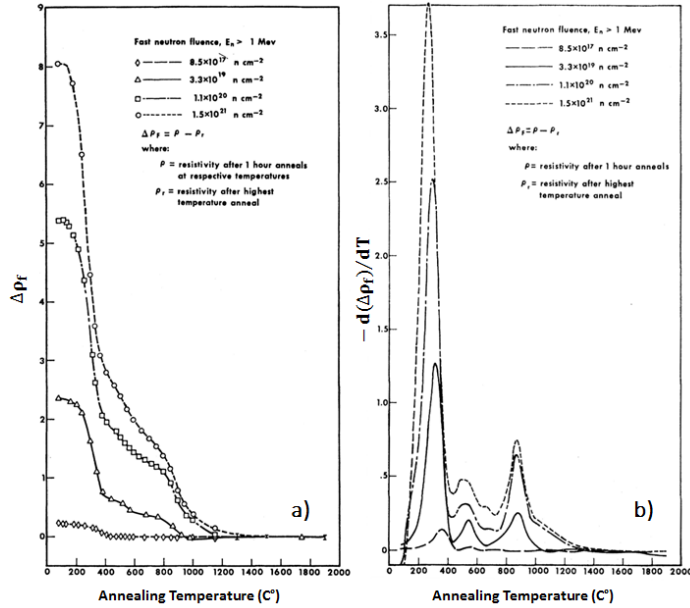 Fast neutron fluence, En > 1 Mev
8.5×10^17 n cm−2
3.3×10^19 n cm−2
1.1×10^20 n cm−2
1.5×10^21 n cm−2
Δρf = ρ − ρr
where:
ρ = resistivity after 1 hour anneals
at respective temperatures
ρr = resistivity after highest
temperature anneal
Δρf
9
8
7
6
5
4
3
2
1
0
0 200 400 600 800 1000 1200 1400 1600 1800 2000
Annealing Temperature (C°)
a)
Fast neutron fluence, En > 1 Mev
8.5×10^17 n cm−2
3.3×10^19 n cm−2
1.1×10^20 n cm−2
1.5×10^21 n cm−2
Δρf = ρ − ρr
where:
ρ = resistivity after 1 hour anneals
ρr = resistivity after highest
temperature anneal
− d(Δρf)/dT
3.5
3.0
2.5
2.0
1.5
1.2
.5
0
-.15
0 200 400 600 800 1000 1200 1400 1600 1800 2000
Annealing Temperature (C°)
b)